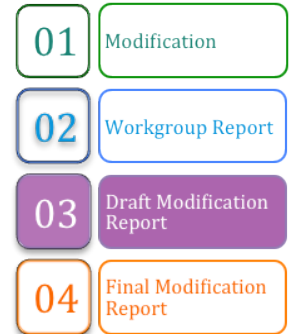 01
Modification
02
Workgroup Report
03
Draft Modification
Report
04
Final Modification
Report